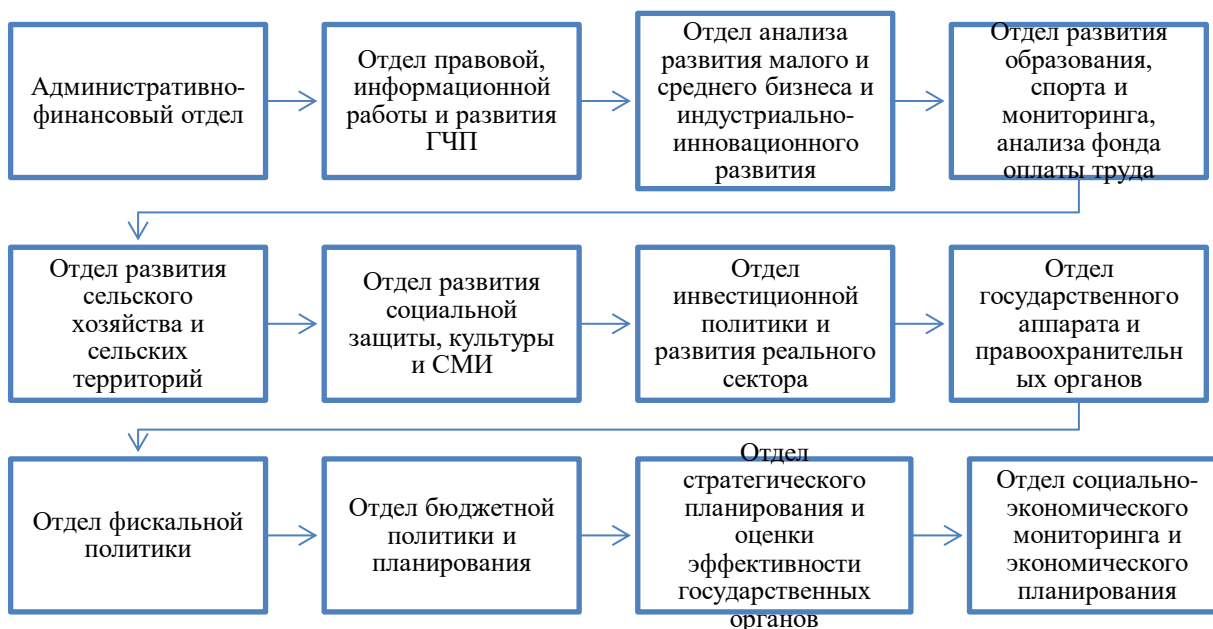 Административно-
финансовый отдел
Отдел правовой,
информационной
работы и развития
ГЧП
Отдел анализа
развития малого и
среднего бизнеса и
индустриально-
инновационного
развития
Отдел развития
образования,
спорта и
мониторинга,
анализа фонда
оплаты труда
Отдел развития
сельского
хозяйства и
сельских
территорий
Отдел развития
социальной
защиты, культуры
и СМИ
Отдел
инвестиционной
политики и
развития реального
сектора
Отдел
государственного
аппарата и
правоохранительн
ых органов
Отдел фискальной
политики
Отдел бюджетной
политики и
планирования
Отдел
стратегического
планирования и
оценки
эффективности
государственных
органов
Отдел социально-
экономического
мониторинга и
экономического
планирования